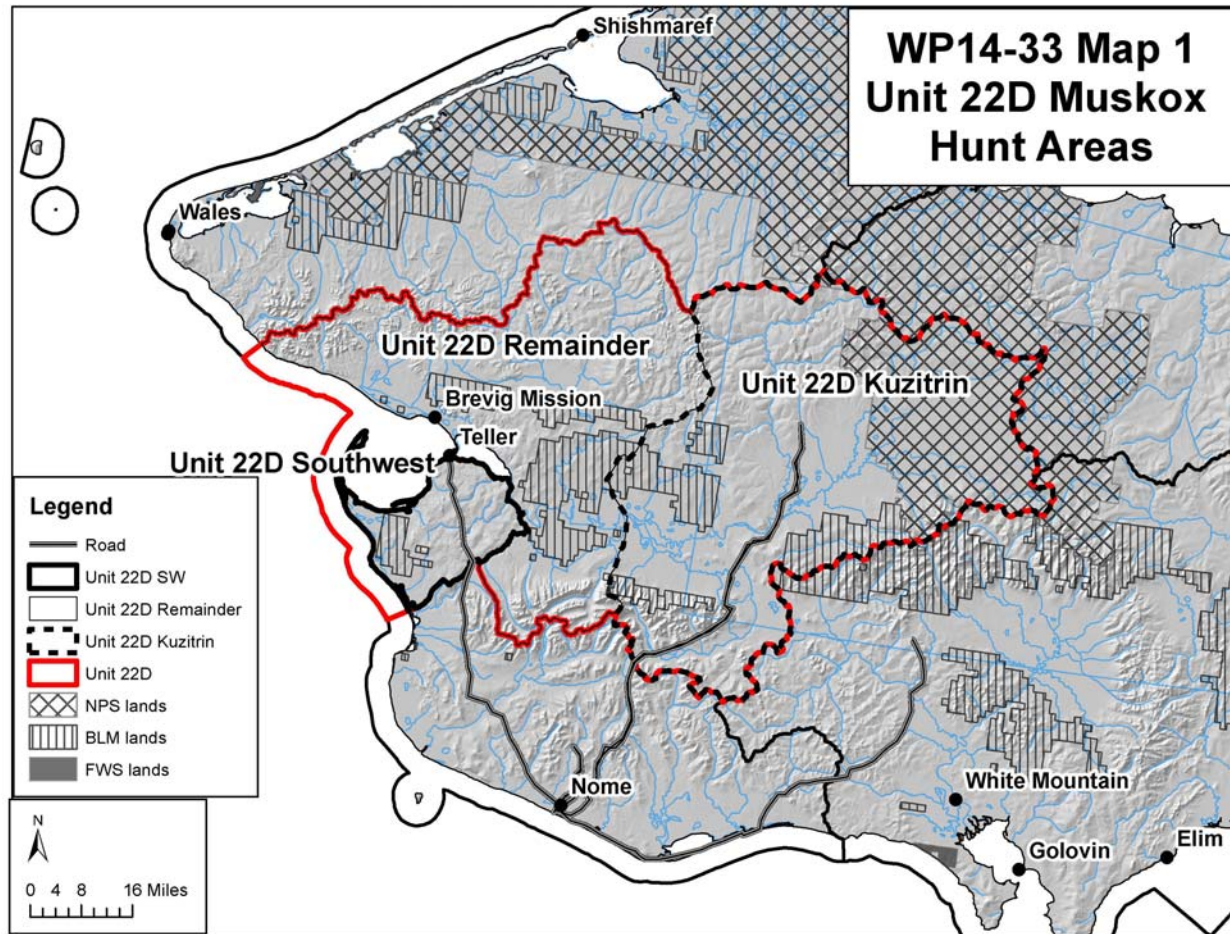 WP14-33 Map 1
Unit 22D Muskox
Hunt Areas
Shishmaref
Wales
Unit 22D Remainder
Unit 22D Kuzitrin
Brevig Mission
Teller
Unit 22D Southwest
Legend
Road
Unit 22D SW
Unit 22D Remainder
Unit 22D Kuzitrin
Unit 22D
NPS lands
BLM lands
FWS lands
Nome
White Mountain
Golovin
Elim
N
0 4 8 16 Miles